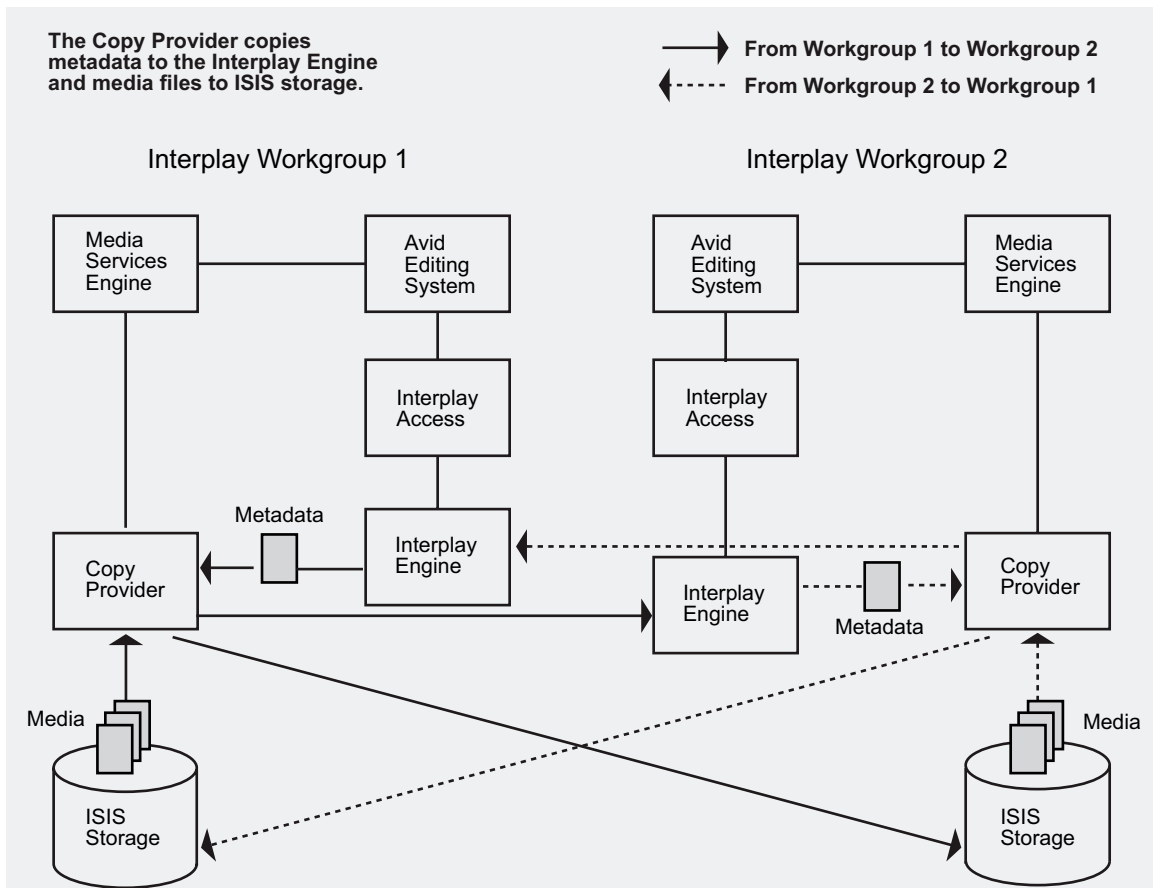 The Copy Provider copies
metadata to the Interplay Engine
and media files to ISIS storage.
From Workgroup 1 to Workgroup 2
From Workgroup 2 to Workgroup 1
Interplay Workgroup 1
Interplay Workgroup 2
Media
Services
Engine
Avid
Editing
System
Avid
Editing
System
Media
Services
Engine
Interplay
Access
Interplay
Access
Metadata
Copy
Provider
Interplay
Engine
Interplay
Engine
Metadata
Copy
Provider
Media
ISIS
Storage
Media
ISIS
Storage